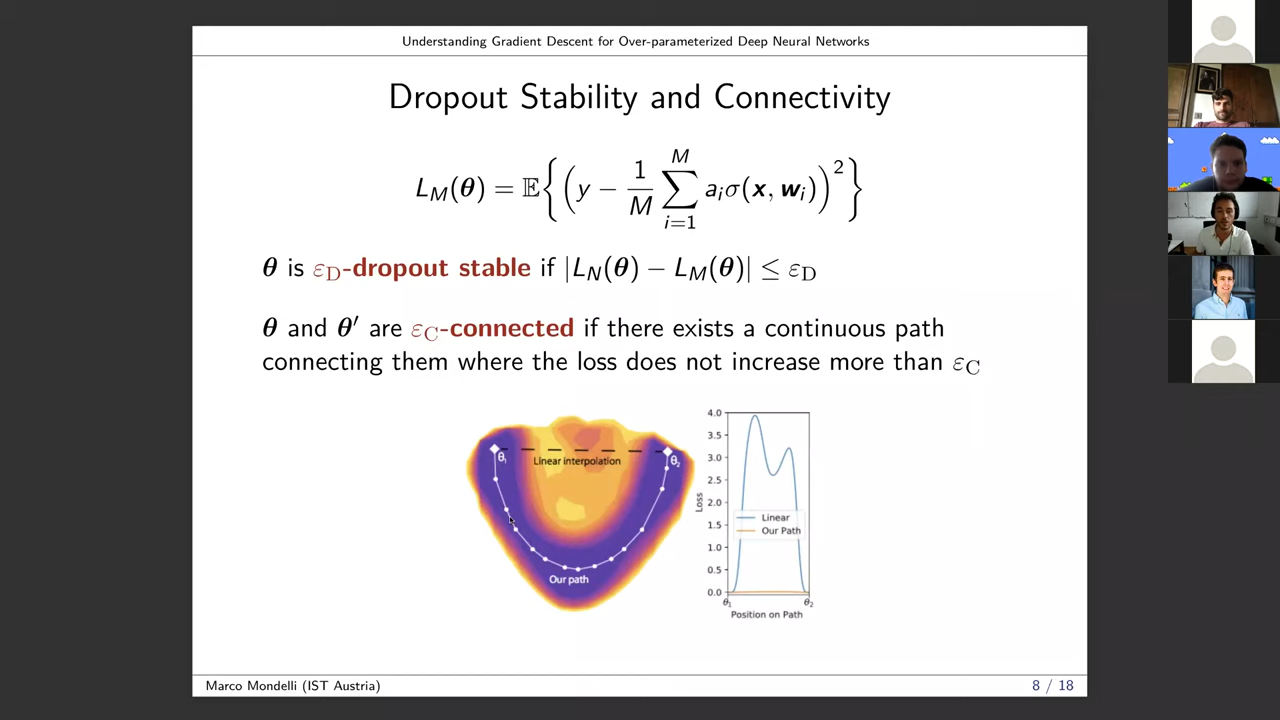 Understanding Gradient Descent for Over-parameterized Deep Neural Networks
Dropout Stability and Connectivity
L_M(θ) = 𝔼{(y − 1/M ∑_{i=1}^{M} a_i σ(x, w_i))²}
θ is ε_D-dropout stable if |L_N(θ) − L_M(θ)| ≤ ε_D
θ and θ′ are ε_C-connected if there exists a continuous path
connecting them where the loss does not increase more than ε_C
θ₁
Linear interpolation
θ₂
Our path
4.0
3.5
3.0
2.5
2.0
1.5
1.0
0.5
0.0
Loss
Linear
Our Path
θ₁
θ₂
Position on Path
Marco Mondelli (IST Austria)
8 / 18